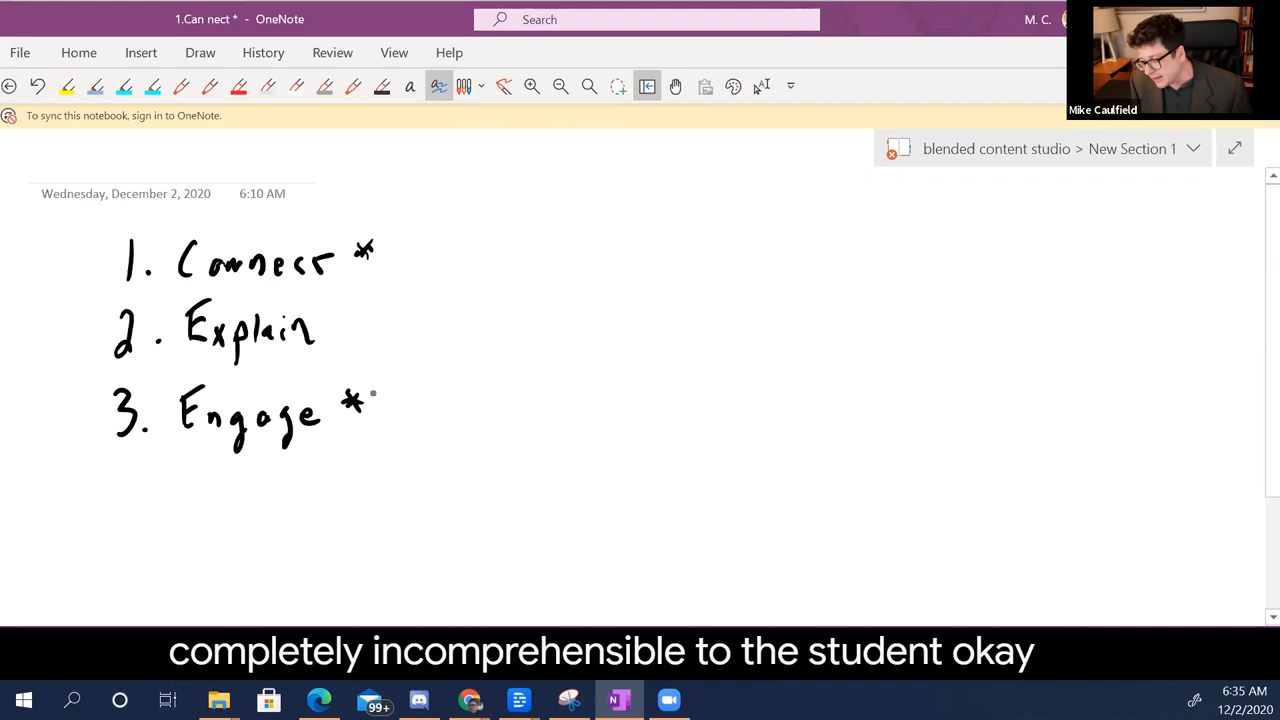 1.Can nect * - OneNote
Search
M. C.
File Home Insert Draw History Review View Help
To sync this notebook, sign in to OneNote.
Mike Caulfield
blended content studio > New Section 1
Wednesday, December 2, 2020 6:10 AM
1. Connect *
2. Explain
3. Engage *
completely incomprehensible to the student okay
99+
6:35 AM
12/2/2020